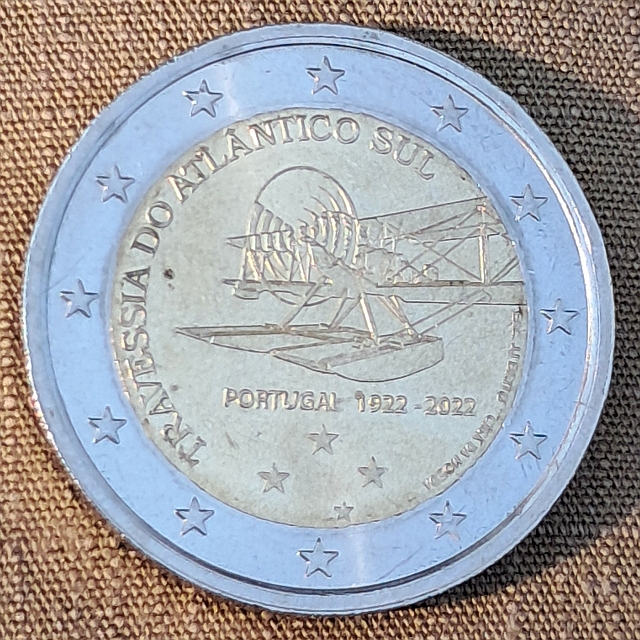 TRAVESSIA DO ATLÂNTICO SUL
PORTUGAL 1922 - 2022